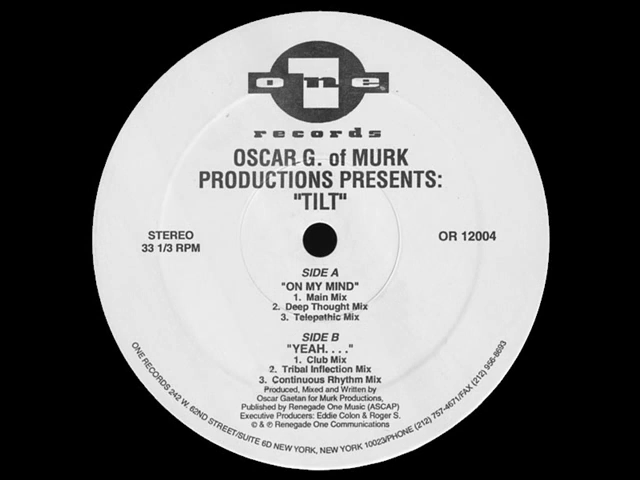 one
1
records
OSCAR G. of MURK
PRODUCTIONS PRESENTS:
"TILT"
STEREO
33 1/3 RPM
OR 12004
SIDE A
"ON MY MIND"
1. Main Mix
2. Deep Thought Mix
3. Telepathic Mix
SIDE B
"YEAH. . . ."
1. Club Mix
2. Tribal Inflection Mix
3. Continuous Rhythm Mix
Produced, Mixed and Written by
Oscar Gaetan for Murk Productions,
Published by Renegade One Music (ASCAP)
Executive Producers: Eddie Colon & Roger S.
© & ℗ Renegade One Communications
ONE RECORDS 242 W. 62ND STREET/SUITE 6D NEW YORK, NEW YORK 10023/PHONE (212) 757-4671/FAX (212) 956-8693